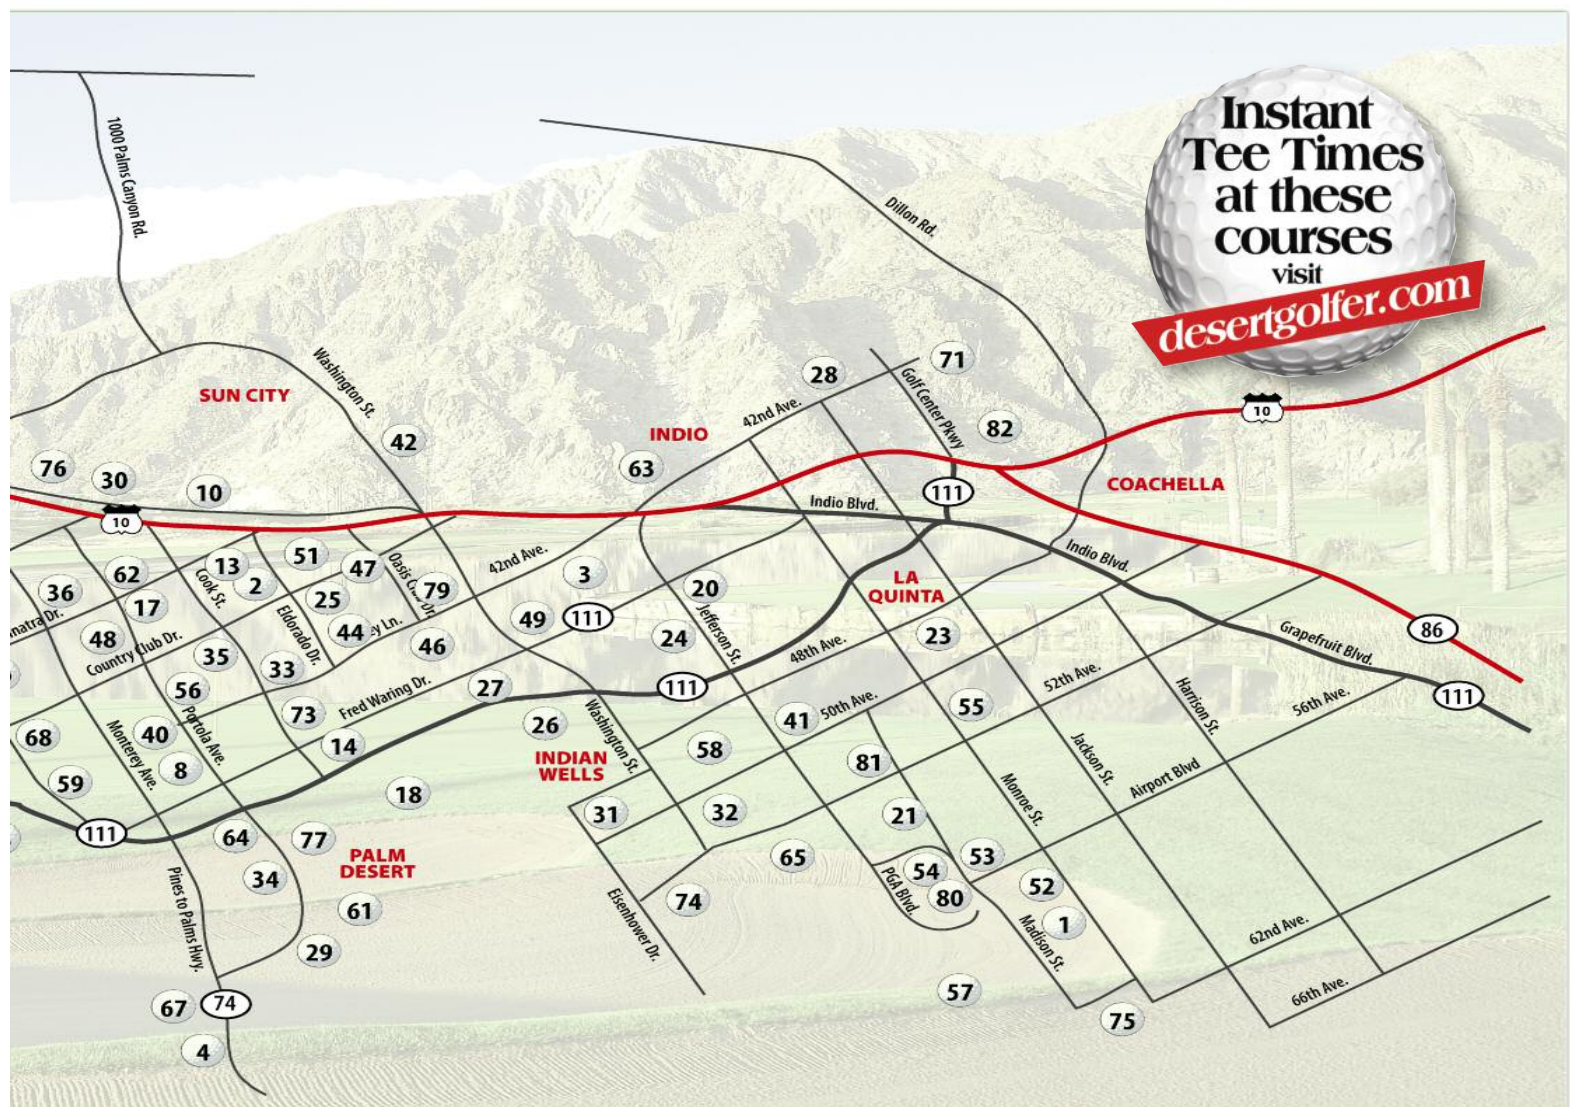 Instant
Tee Times
at these
courses
visit
desertgolfer.com
1000 Palms Canyon Rd.
Dillon Rd.
Washington St.
SUN CITY
28
71
Golf Center Pkwy
42nd Ave.
10
42
INDIO
82
76
63
30
10
COACHELLA
111
Indio Blvd.
10
51
42nd Ave.
Indio Blvd.
13
47
62
2
3
79
LA
QUINTA
20
36
Cook St.
25
17
49
111
Eldorado Dr.
44
24
Jefferson St.
23
86
48
46
Country Club Dr.
48th Ave.
Grapefruit Blvd.
35
33
52nd Ave.
56
27
111
Fred Waring Dr.
Harrison St.
56th Ave.
111
50th Ave.
55
73
41
26
68
40
Portola Ave.
14
Washington St.
58
Monterey Ave.
INDIAN
WELLS
81
Jackson St.
8
59
Airport Blvd
18
Monroe St.
31
32
21
111
64
77
PALM
DESERT
65
53
54
34
52
PGA Blvd.
80
74
61
Pines to Palms Hwy.
Eisenhower Dr.
1
Madison St.
62nd Ave.
29
57
66th Ave.
67
74
75
4